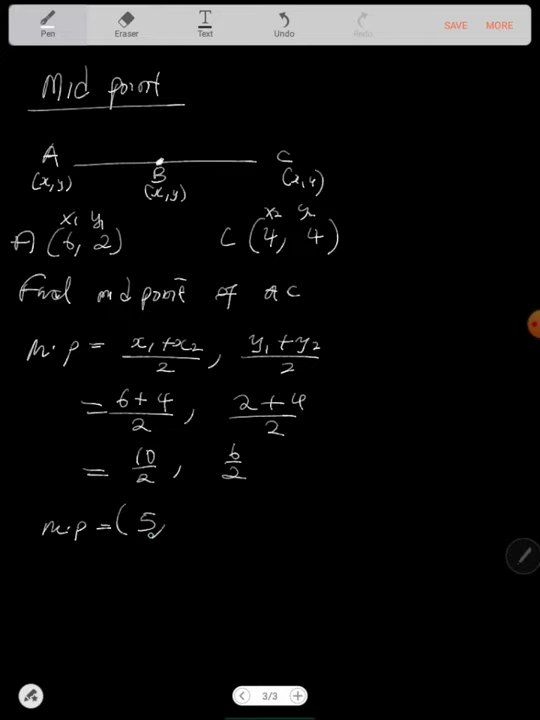 Pen Eraser Text Undo Redo SAVE MORE
Mid point
A C
B
(x,y) (x,y) (x,y)
x₁ y₁ x₂ y₂
A (6, 2) C (4, 4)
Find midpoint of AC
M.P = x₁+x₂/2, y₁+y₂/2
= 6+4/2, 2+4/2
= 10/2, 6/2
M.P = (5,
3/3